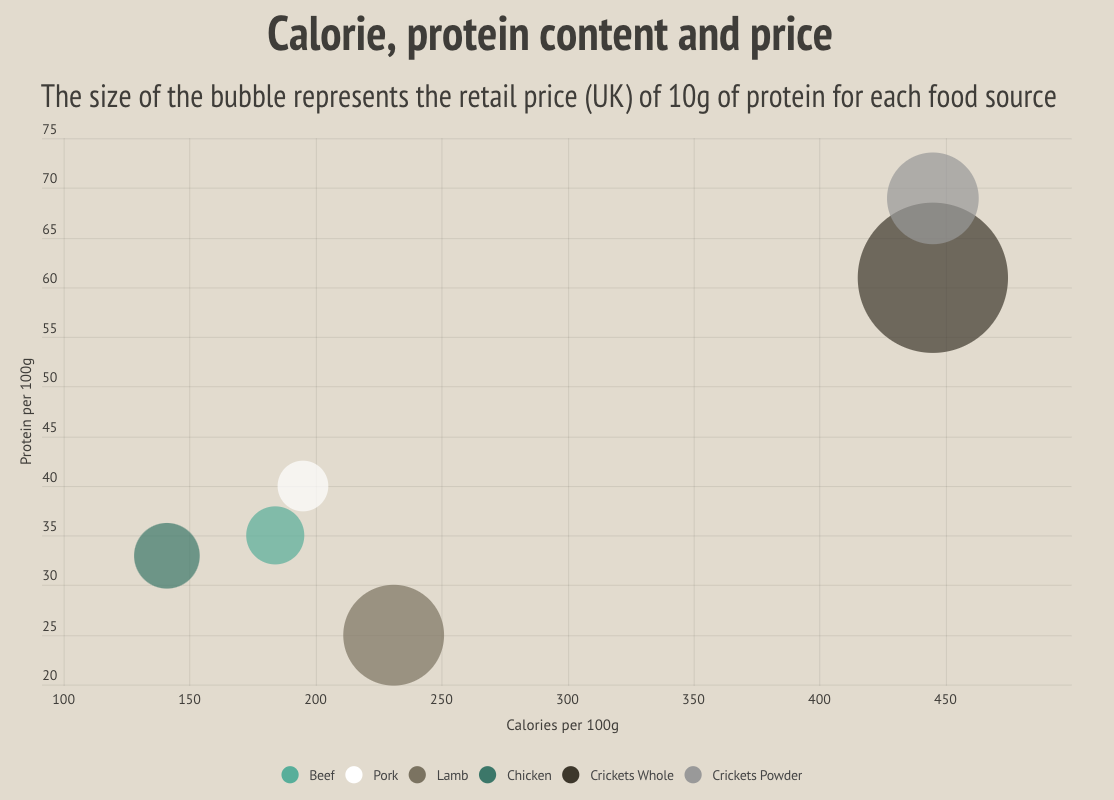 Calorie, protein content and price
The size of the bubble represents the retail price (UK) of 10g of protein for each food source
75
70
65
60
55
50
45
40
35
30
25
20
Protein per 100g
100 150 200 250 300 350 400 450
Calories per 100g
Beef Pork Lamb Chicken Crickets Whole Crickets Powder